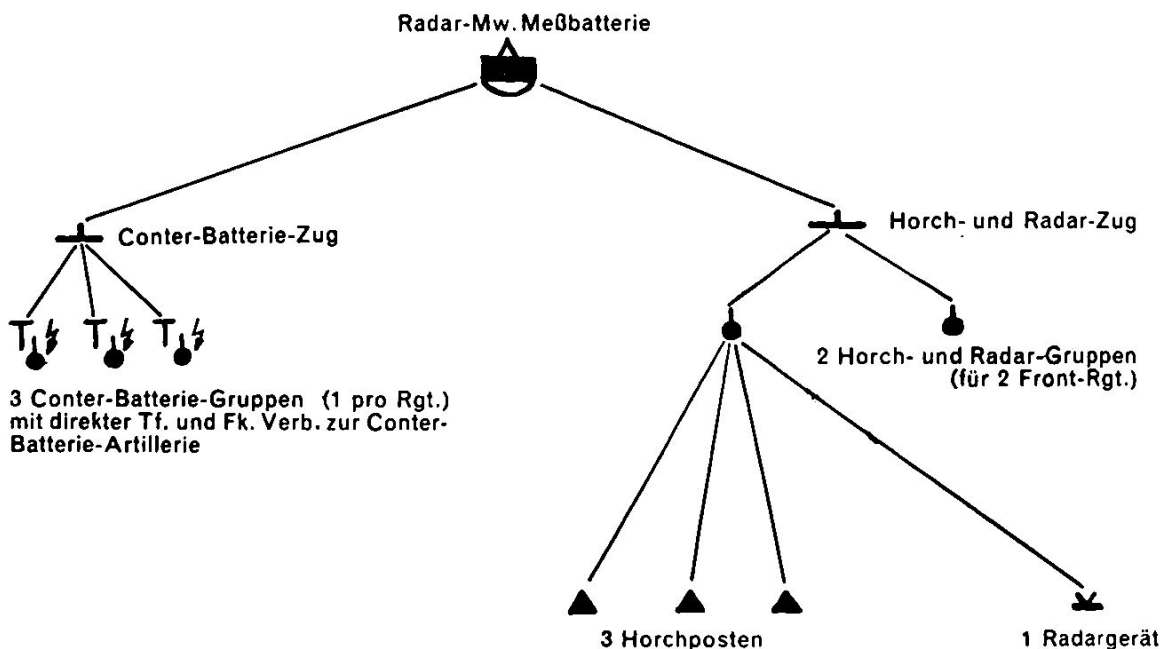 Radar-Mw. Meßbatterie
Conter-Batterie-Zug
Horch- und Radar-Zug
3 Conter-Batterie-Gruppen (1 pro Rgt.)
mit direkter Tf. und Fk. Verb. zur Conter-
Batterie-Artillerie
2 Horch- und Radar-Gruppen
(für 2 Front-Rgt.)
3 Horchposten
1 Radargerät